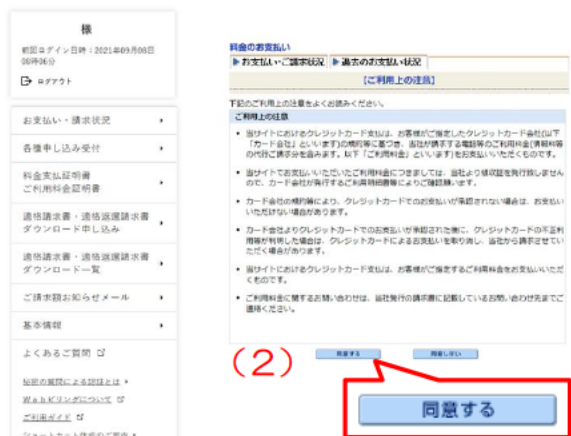 様
前回ログイン日時：2021年09月08日
08時06分
ログアウト
お支払い・請求状況
各種申し込み受付
料金支払証明書
ご利用料金証明書
適格請求書・適格返還請求書
ダウンロード申し込み
適格請求書・適格返還請求書
ダウンロード一覧
ご請求額お知らせメール
基本情報
よくあるご質問
秘密の質問による認証とは
Ｗｅｂビリングについて
ご利用ガイド
ショートカット作成のご案内
料金のお支払い
お支払い・ご請求状況 過去のお支払い状況
【ご利用上の注意】
下記のご利用上の注意をよくお読みください。
ご利用上の注意
当サイトにおけるクレジットカード支払は、お客様がご指定したクレジットカード会社(以下
「カード会社」といいます)の規約等に基づき、当社が請求する電話等のご利用料金(情報料等
の代行ご請求分を含みます。以下「ご利用料金」といいます)をお支払いいただくものです。
当サイトでお支払いいただいたご利用料金につきましては、当社より領収証を発行致しません
ので、カード会社が発行するご利用明細書等によりご確認願います。
カード会社の規約等により、クレジットカードでのお支払いが承認されない場合は、お支払い
いただけない場合があります。
カード会社よりクレジットカードでのお支払いが承認された後に、クレジットカードの不正利
用等が判明した場合は、クレジットカードによるお支払いを取り消し、当社から請求させてい
ただく場合があります。
当サイトにおけるクレジットカード支払は、お客様がご指定するご利用料金をお支払いいただ
くものです。
ご利用料金に関するお問い合わせは、当社発行の請求書に記載しているお問い合わせ先までご
連絡ください。
（２）
同意する 同意しない
同意する